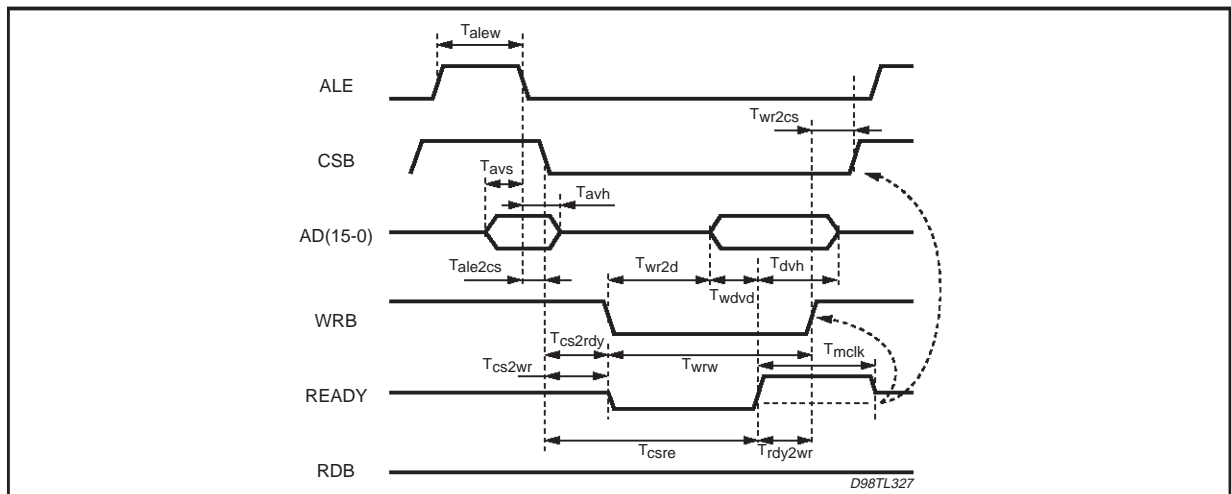 Talew
ALE
Twr2cs
CSB
Tavs
Tavh
AD(15-0)
Tale2cs
Twr2d
Tdvh
Twdvd
WRB
Tcs2rdy
Tmclk
Tcs2wr
Twrw
READY
Tcsre
Trdy2wr
RDB
D98TL327